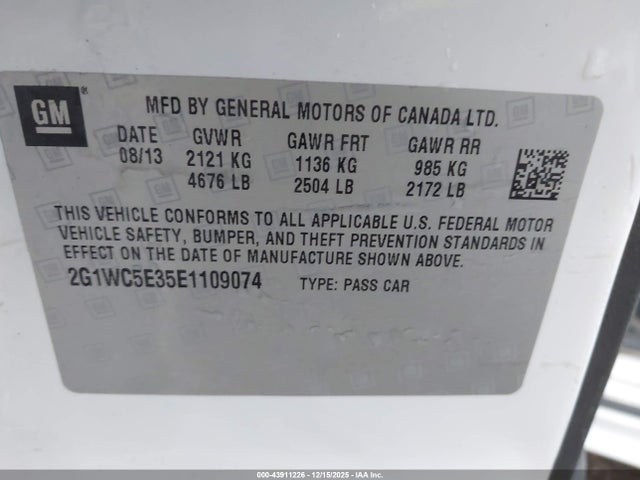 GM®
MFD BY GENERAL MOTORS OF CANADA LTD.
DATE GVWR GAWR FRT GAWR RR
08/13 2121 KG 1136 KG 985 KG
4676 LB 2504 LB 2172 LB
THIS VEHICLE CONFORMS TO ALL APPLICABLE U.S. FEDERAL MOTOR
VEHICLE SAFETY, BUMPER, AND THEFT PREVENTION STANDARDS IN
EFFECT ON THE DATE OF MANUFACTURE SHOWN ABOVE.
2G1WC5E35E1109074 TYPE: PASS CAR
000-43911226 - 12/15/2025 - IAA, Inc.